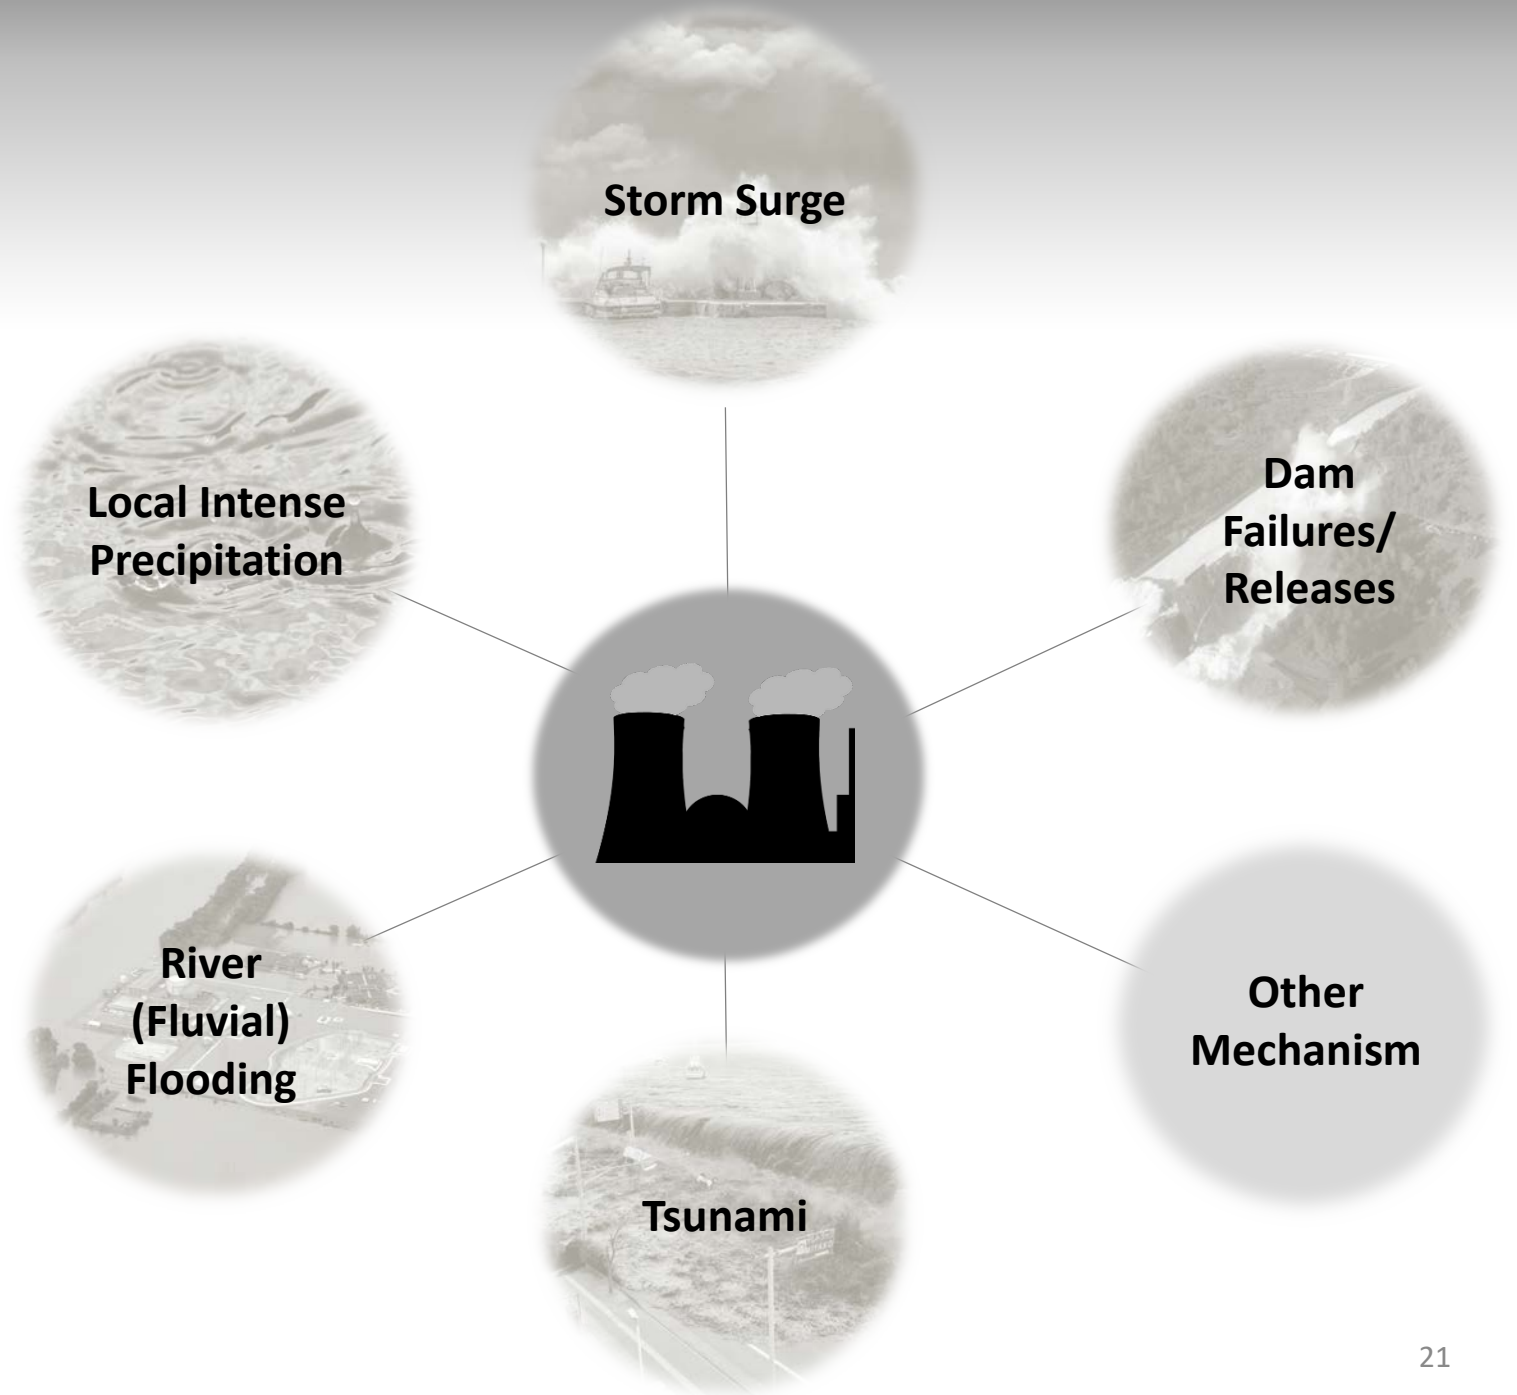 Storm Surge
Local Intense
Precipitation
Dam
Failures/
Releases
River
(Fluvial)
Flooding
Other
Mechanism
Tsunami
21